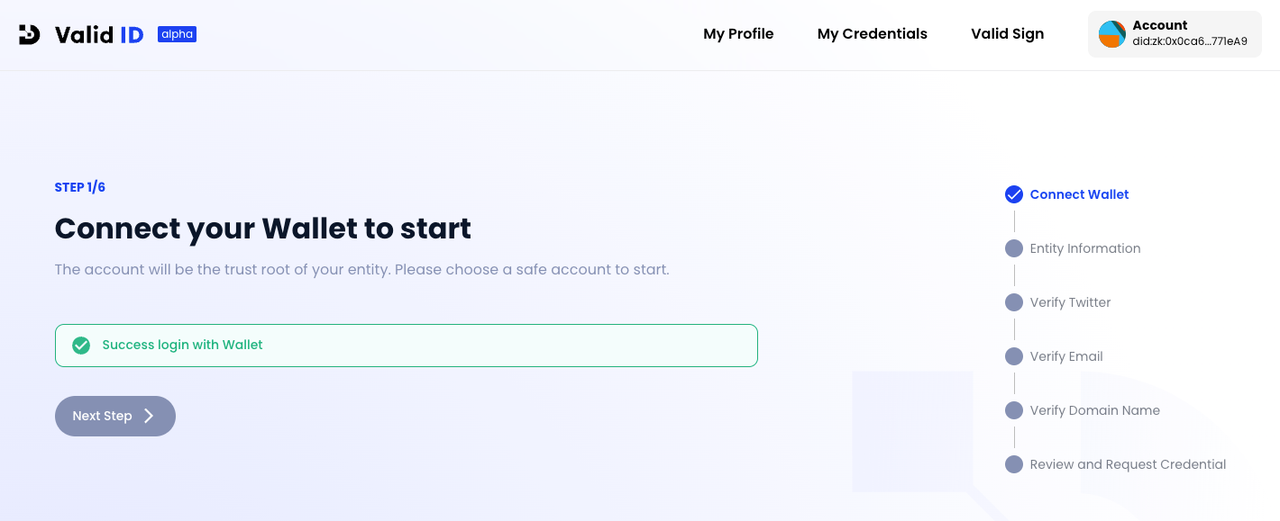 Valid ID alpha
My Profile
My Credentials
Valid Sign
Account
did:zk:0x0ca6...771eA9
STEP 1/6
Connect your Wallet to start
The account will be the trust root of your entity. Please choose a safe account to start.
Success login with Wallet
Next Step
Connect Wallet
Entity Information
Verify Twitter
Verify Email
Verify Domain Name
Review and Request Credential